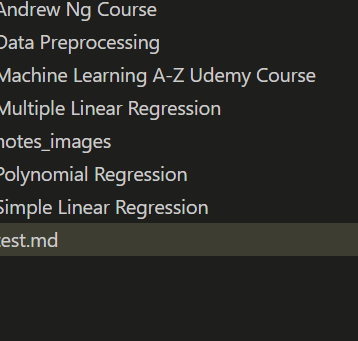 Andrew Ng Course
Data Preprocessing
Machine Learning A-Z Udemy Course
Multiple Linear Regression
notes_images
Polynomial Regression
Simple Linear Regression
test.md